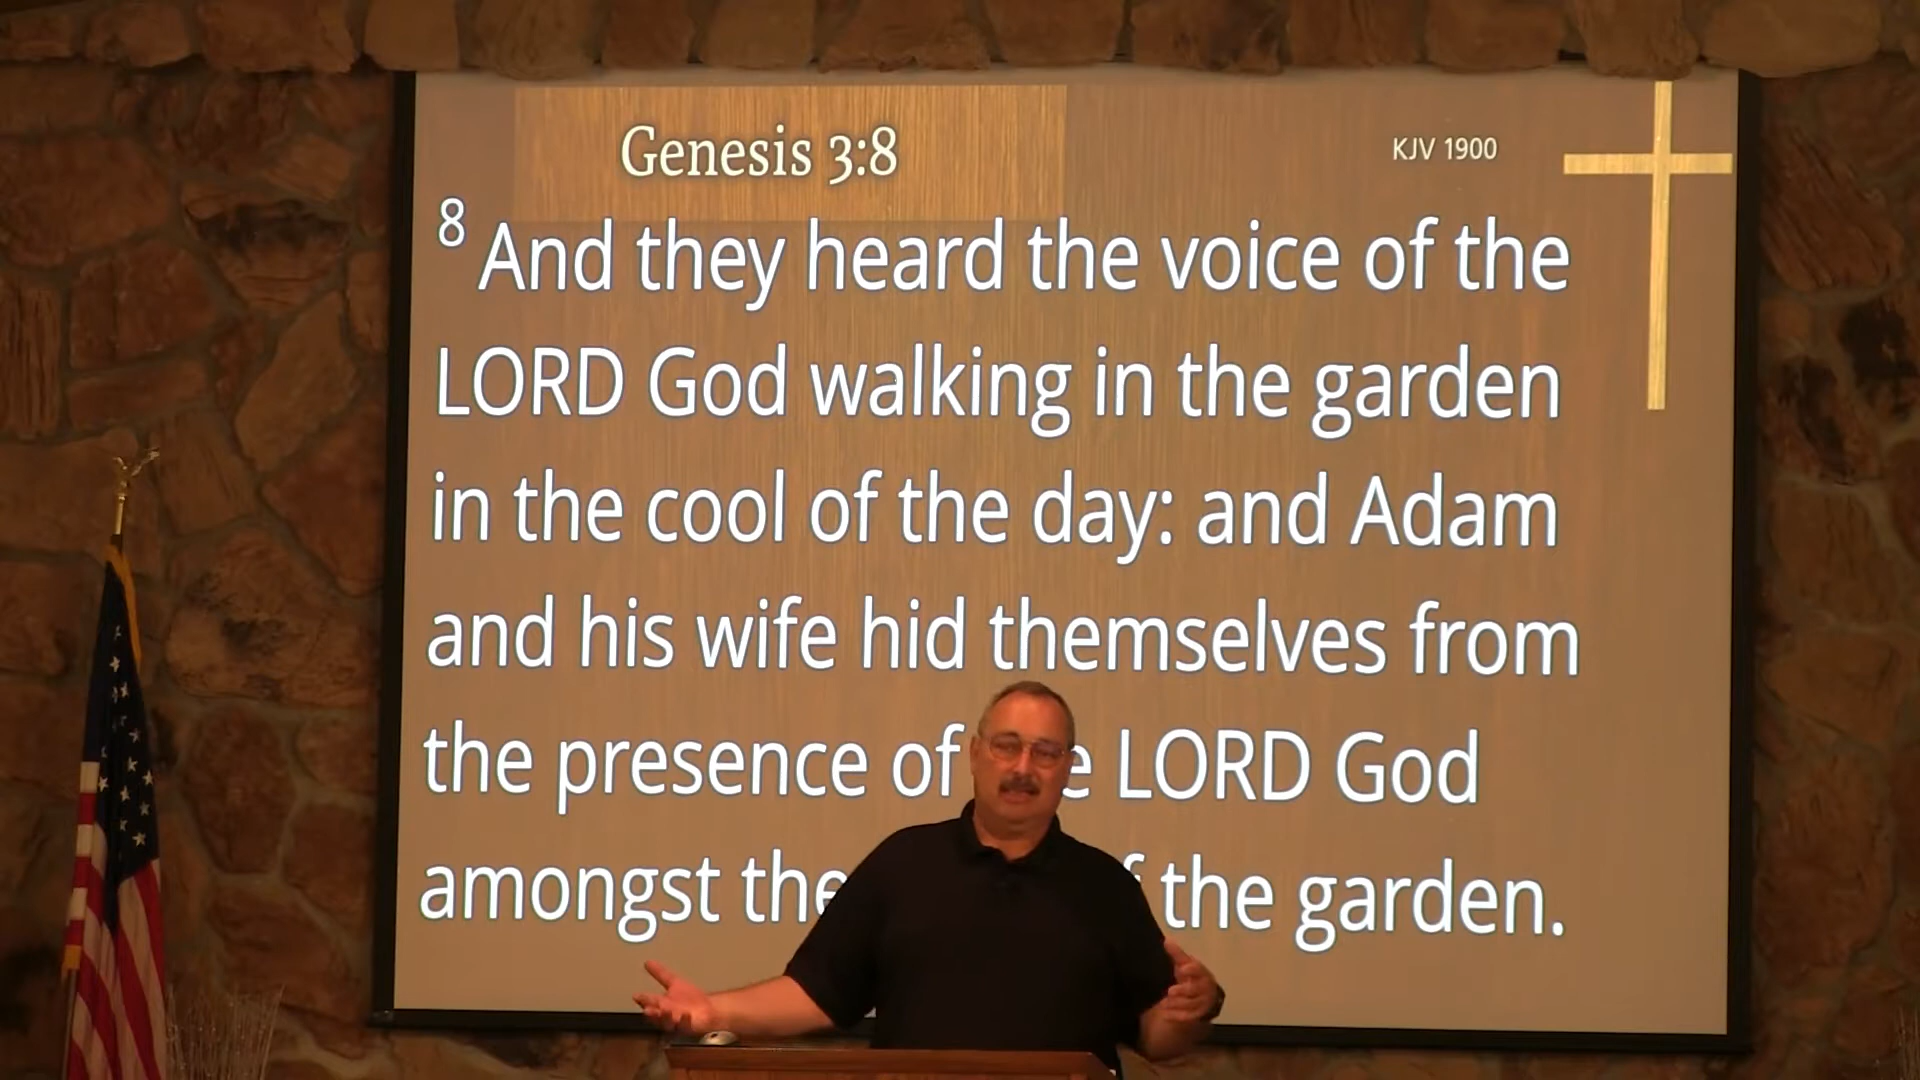 Genesis 3:8
KJV 1900
8 And they heard the voice of the
LORD God walking in the garden
in the cool of the day: and Adam
and his wife hid themselves from
the presence of LORD God
amongst the the garden.